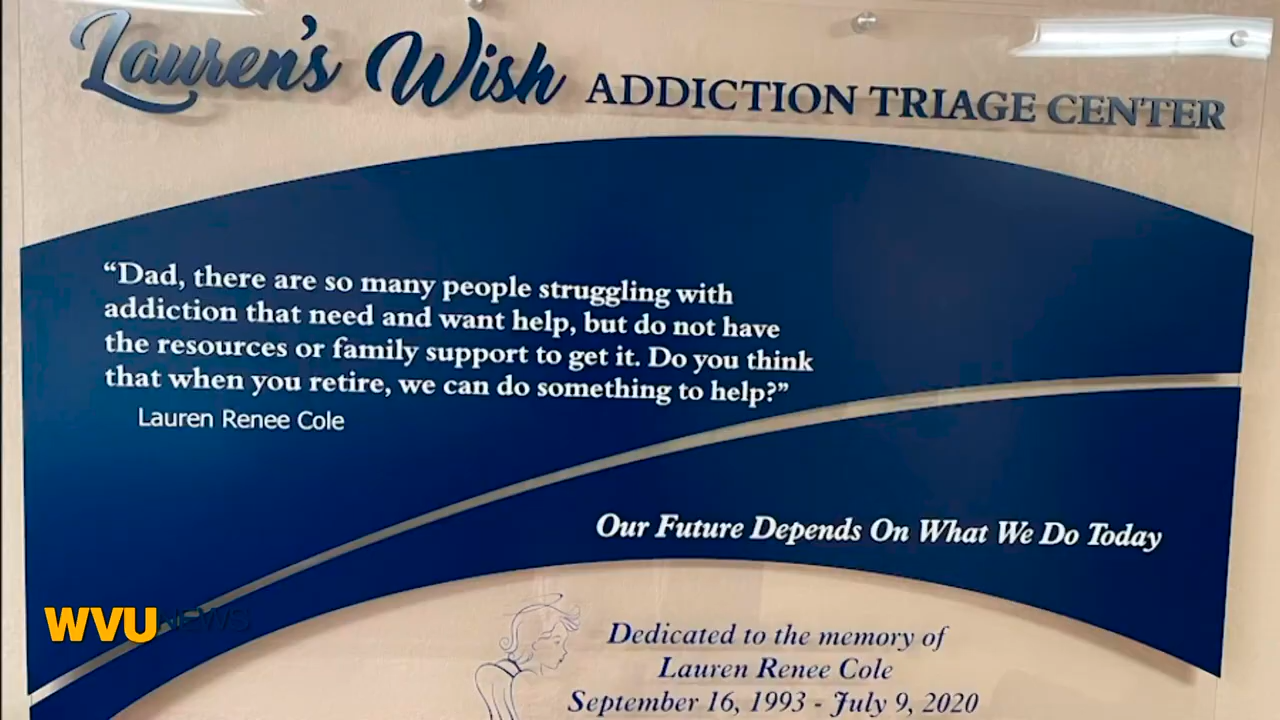 Lauren's Wish ADDICTION TRIAGE CENTER
“Dad, there are so many people struggling with
addiction that need and want help, but do not have
the resources or family support to get it. Do you think
that when you retire, we can do something to help?”
Lauren Renee Cole
Our Future Depends On What We Do Today
WVU NEWS
Dedicated to the memory of
Lauren Renee Cole
September 16, 1993 - July 9, 2020